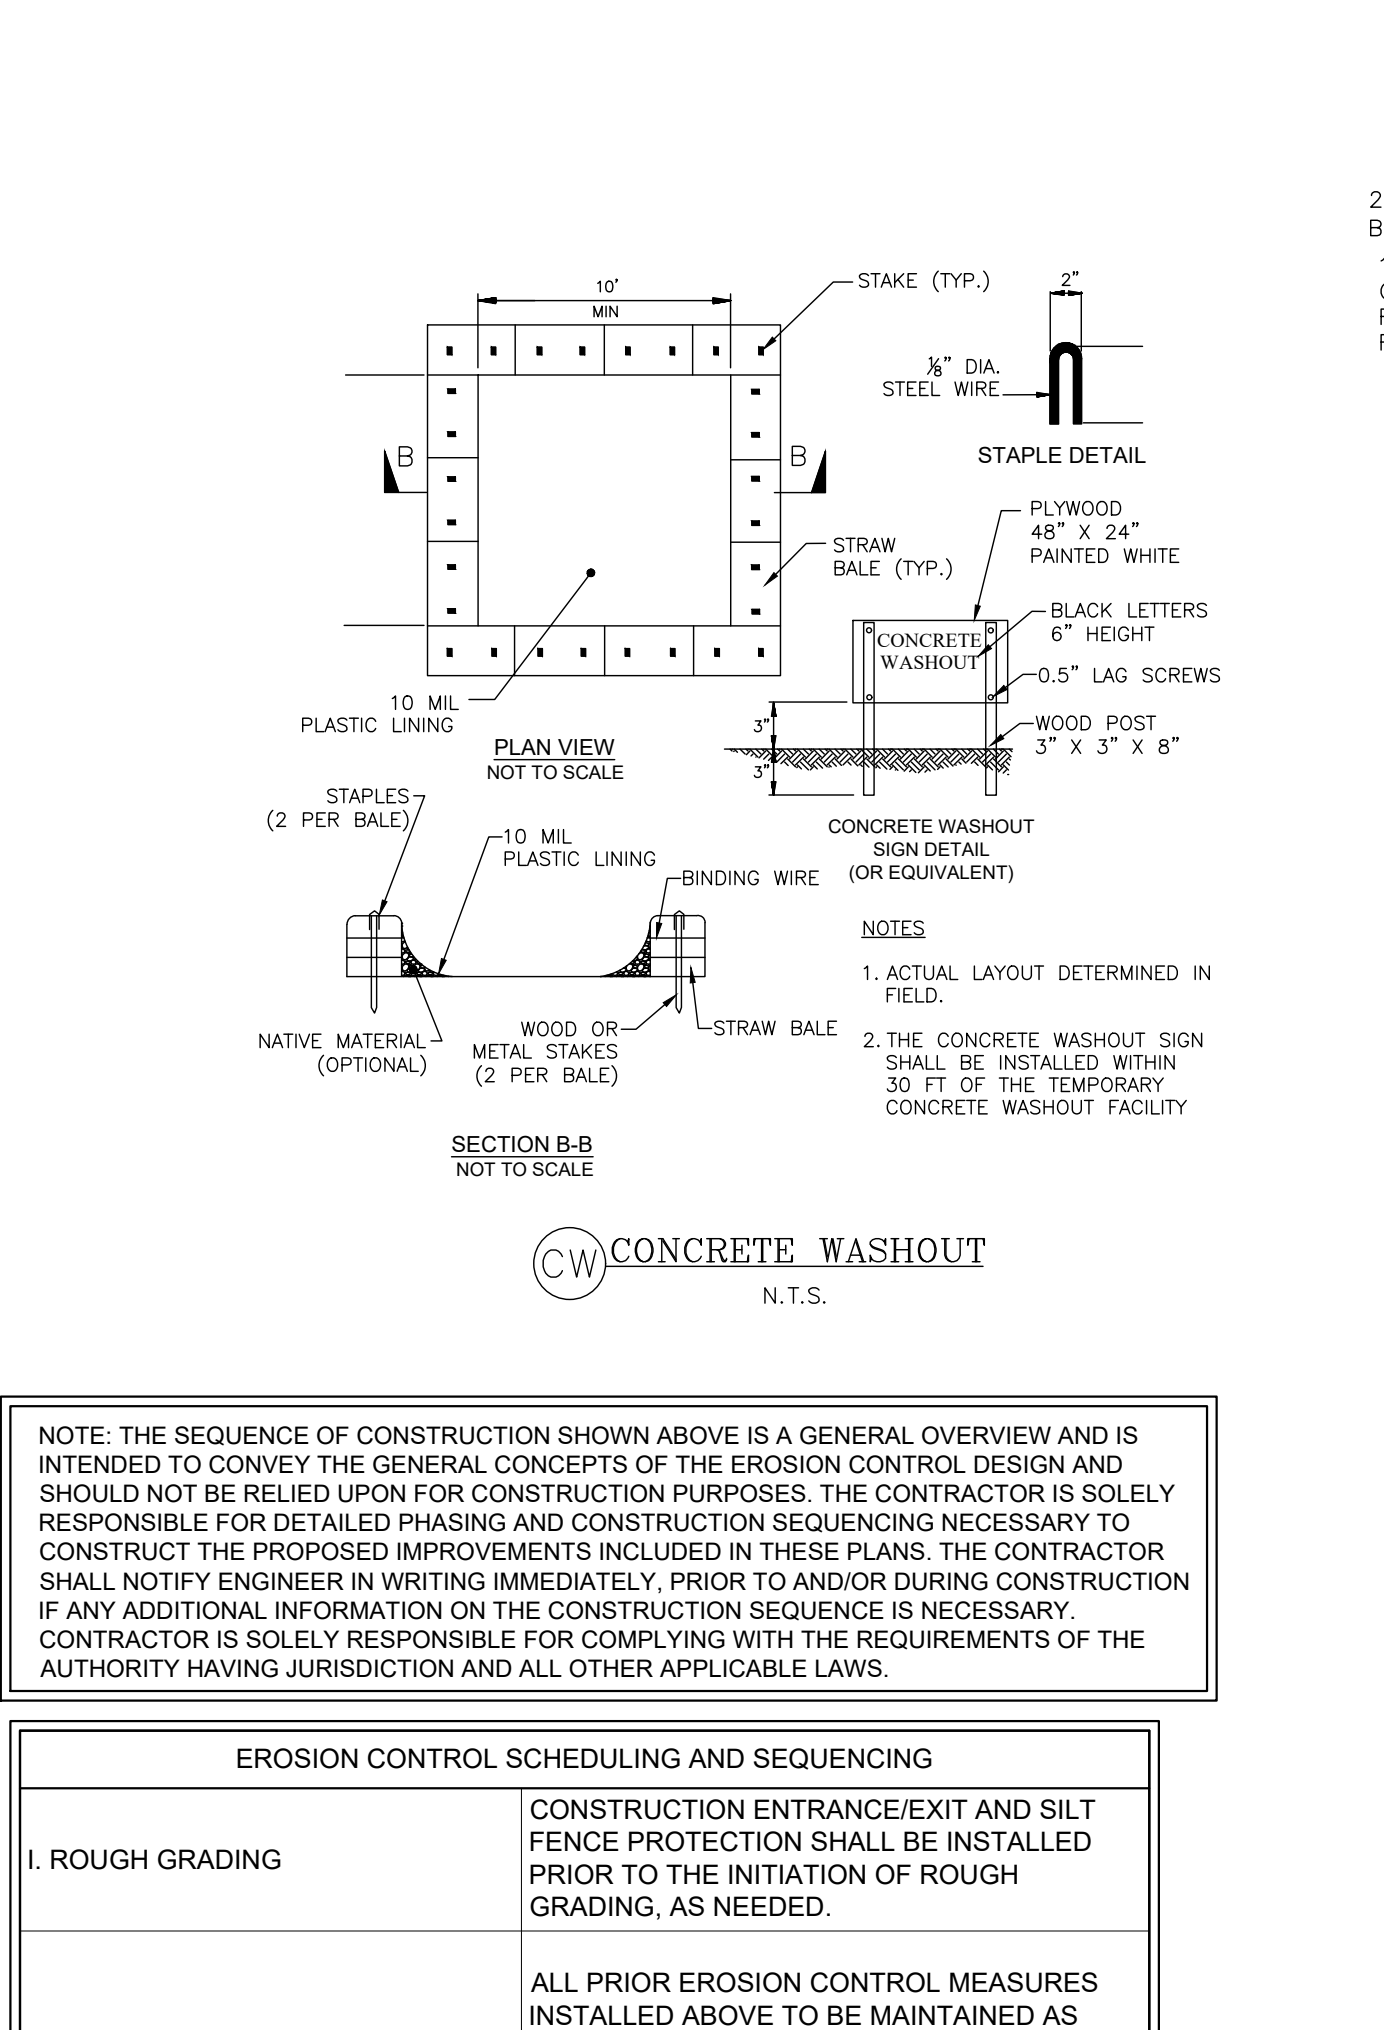 10'
MIN
STAKE (TYP.)
2"
⅛" DIA.
STEEL WIRE
STAPLE DETAIL
B
B
PLYWOOD
48" X 24"
PAINTED WHITE
STRAW
BALE (TYP.)
BLACK LETTERS
6" HEIGHT
CONCRETE
WASHOUT
0.5" LAG SCREWS
10 MIL
PLASTIC LINING
3"
WOOD POST
3" X 3" X 8"
3"
PLAN VIEW
NOT TO SCALE
STAPLES
(2 PER BALE)
10 MIL
PLASTIC LINING
CONCRETE WASHOUT
SIGN DETAIL
(OR EQUIVALENT)
BINDING WIRE
NATIVE MATERIAL
(OPTIONAL)
WOOD OR
METAL STAKES
(2 PER BALE)
STRAW BALE
NOTES
1. ACTUAL LAYOUT DETERMINED IN
FIELD.
2. THE CONCRETE WASHOUT SIGN
SHALL BE INSTALLED WITHIN
30 FT OF THE TEMPORARY
CONCRETE WASHOUT FACILITY
SECTION B-B
NOT TO SCALE
CW CONCRETE WASHOUT
N.T.S.
NOTE: THE SEQUENCE OF CONSTRUCTION SHOWN ABOVE IS A GENERAL OVERVIEW AND IS
INTENDED TO CONVEY THE GENERAL CONCEPTS OF THE EROSION CONTROL DESIGN AND
SHOULD NOT BE RELIED UPON FOR CONSTRUCTION PURPOSES. THE CONTRACTOR IS SOLELY
RESPONSIBLE FOR DETAILED PHASING AND CONSTRUCTION SEQUENCING NECESSARY TO
CONSTRUCT THE PROPOSED IMPROVEMENTS INCLUDED IN THESE PLANS. THE CONTRACTOR
SHALL NOTIFY ENGINEER IN WRITING IMMEDIATELY, PRIOR TO AND/OR DURING CONSTRUCTION
IF ANY ADDITIONAL INFORMATION ON THE CONSTRUCTION SEQUENCE IS NECESSARY.
CONTRACTOR IS SOLELY RESPONSIBLE FOR COMPLYING WITH THE REQUIREMENTS OF THE
AUTHORITY HAVING JURISDICTION AND ALL OTHER APPLICABLE LAWS.
EROSION CONTROL SCHEDULING AND SEQUENCING
I. ROUGH GRADING
CONSTRUCTION ENTRANCE/EXIT AND SILT
FENCE PROTECTION SHALL BE INSTALLED
PRIOR TO THE INITIATION OF ROUGH
GRADING, AS NEEDED.
ALL PRIOR EROSION CONTROL MEASURES
INSTALLED ABOVE TO BE MAINTAINED AS